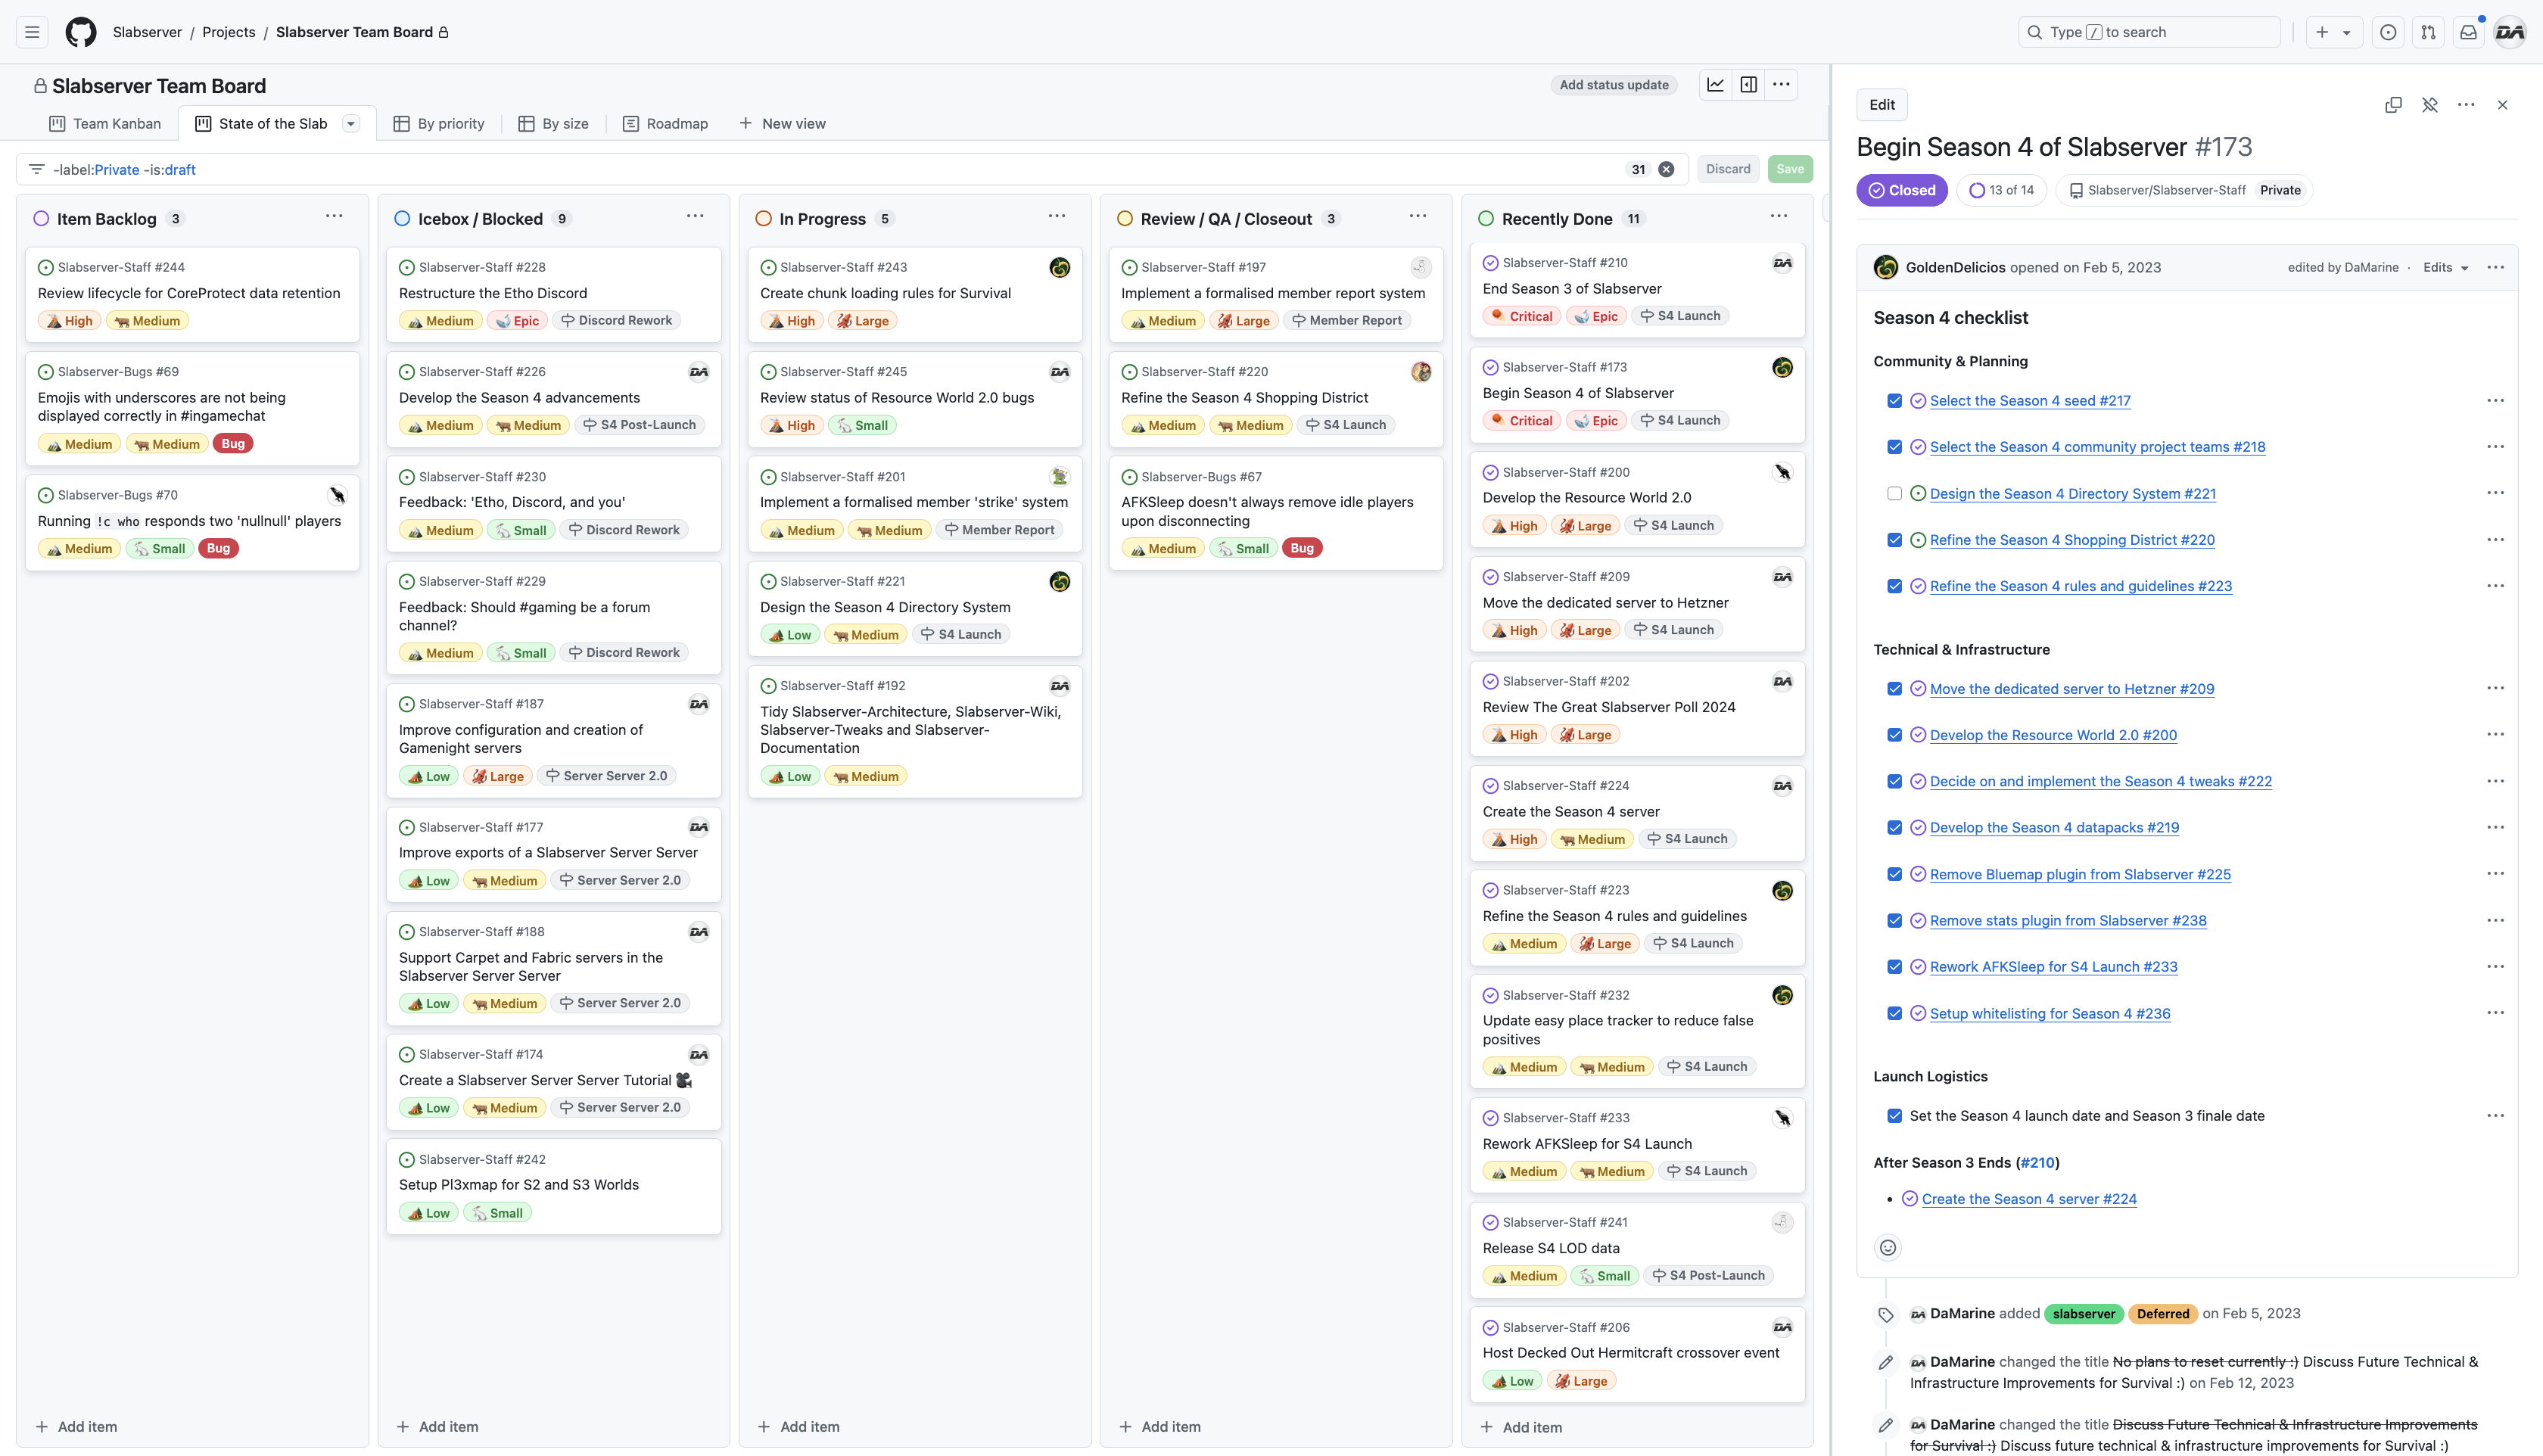 Slabserver / Projects / Slabserver Team Board
Type / to search
DA
Slabserver Team Board
Add status update
Team Kanban
State of the Slab
By priority
By size
Roadmap
New view
-label:Private -is:draft
31
Discard
Save
Item Backlog 3
Slabserver-Staff #244
Review lifecycle for CoreProtect data retention
High Medium
Slabserver-Bugs #69
Emojis with underscores are not being
displayed correctly in #ingamechat
Medium Medium Bug
Slabserver-Bugs #70
Running !c who responds two 'nullnull' players
Medium Small Bug
Add item
Icebox / Blocked 9
Slabserver-Staff #228
Restructure the Etho Discord
Medium Epic Discord Rework
Slabserver-Staff #226
DA
Develop the Season 4 advancements
Medium Medium S4 Post-Launch
Slabserver-Staff #230
Feedback: 'Etho, Discord, and you'
Medium Small Discord Rework
Slabserver-Staff #229
Feedback: Should #gaming be a forum
channel?
Medium Small Discord Rework
Slabserver-Staff #187
DA
Improve configuration and creation of
Gamenight servers
Low Large Server Server 2.0
Slabserver-Staff #177
DA
Improve exports of a Slabserver Server Server
Low Medium Server Server 2.0
Slabserver-Staff #188
DA
Support Carpet and Fabric servers in the
Slabserver Server Server
Low Medium Server Server 2.0
Slabserver-Staff #174
DA
Create a Slabserver Server Server Tutorial 🎥
Low Medium Server Server 2.0
Slabserver-Staff #242
Setup Pl3xmap for S2 and S3 Worlds
Low Small
Add item
In Progress 5
Slabserver-Staff #243
Create chunk loading rules for Survival
High Large
Slabserver-Staff #245
DA
Review status of Resource World 2.0 bugs
High Small
Slabserver-Staff #201
Implement a formalised member 'strike' system
Medium Medium Member Report
Slabserver-Staff #221
Design the Season 4 Directory System
Low Medium S4 Launch
Slabserver-Staff #192
DA
Tidy Slabserver-Architecture, Slabserver-Wiki,
Slabserver-Tweaks and Slabserver-
Documentation
Low Medium
Add item
Review / QA / Closeout 3
Slabserver-Staff #197
Implement a formalised member report system
Medium Large Member Report
Slabserver-Staff #220
Refine the Season 4 Shopping District
Medium Medium S4 Launch
Slabserver-Bugs #67
AFKSleep doesn't always remove idle players
upon disconnecting
Medium Small Bug
Add item
Recently Done 11
Slabserver-Staff #210
DA
End Season 3 of Slabserver
Critical Epic S4 Launch
Slabserver-Staff #173
Begin Season 4 of Slabserver
Critical Epic S4 Launch
Slabserver-Staff #200
Develop the Resource World 2.0
High Large S4 Launch
Slabserver-Staff #209
DA
Move the dedicated server to Hetzner
High Large S4 Launch
Slabserver-Staff #202
DA
Review The Great Slabserver Poll 2024
High Large
Slabserver-Staff #224
DA
Create the Season 4 server
High Medium S4 Launch
Slabserver-Staff #223
Refine the Season 4 rules and guidelines
Medium Large S4 Launch
Slabserver-Staff #232
Update easy place tracker to reduce false
positives
Medium Medium S4 Launch
Slabserver-Staff #233
Rework AFKSleep for S4 Launch
Medium Medium S4 Launch
Slabserver-Staff #241
Release S4 LOD data
Medium Small S4 Post-Launch
Slabserver-Staff #206
DA
Host Decked Out Hermitcraft crossover event
Low Large
Add item
Edit
Begin Season 4 of Slabserver #173
Closed
13 of 14
Slabserver/Slabserver-Staff Private
GoldenDelicios opened on Feb 5, 2023
edited by DaMarine · Edits
Season 4 checklist
Community & Planning
Select the Season 4 seed #217
Select the Season 4 community project teams #218
Design the Season 4 Directory System #221
Refine the Season 4 Shopping District #220
Refine the Season 4 rules and guidelines #223
Technical & Infrastructure
Move the dedicated server to Hetzner #209
Develop the Resource World 2.0 #200
Decide on and implement the Season 4 tweaks #222
Develop the Season 4 datapacks #219
Remove Bluemap plugin from Slabserver #225
Remove stats plugin from Slabserver #238
Rework AFKSleep for S4 Launch #233
Setup whitelisting for Season 4 #236
Launch Logistics
Set the Season 4 launch date and Season 3 finale date
After Season 3 Ends (#210)
• Create the Season 4 server #224
DA DaMarine added slabserver Deferred on Feb 5, 2023
DA DaMarine changed the title No plans to reset currently :) Discuss Future Technical &
Infrastructure Improvements for Survival :) on Feb 12, 2023
DA DaMarine changed the title Discuss Future Technical & Infrastructure Improvements
for Survival :) Discuss future technical & infrastructure improvements for Survival :)